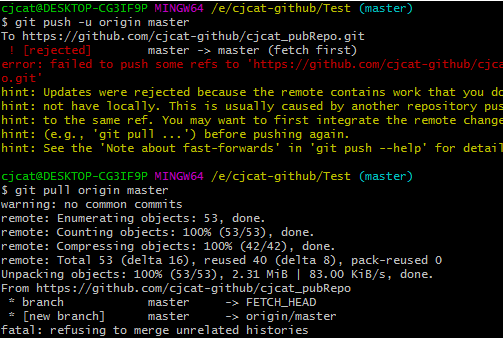 cjcat@DESKTOP-CG3IF9P MINGW64 /e/cjcat-github/Test (master)
$ git push -u origin master
To https://github.com/cjcat-github/cjcat_pubRepo.git
! [rejected] master -> master (fetch first)
error: failed to push some refs to 'https://github.com/cjcat-github/cjc
o.git'
hint: Updates were rejected because the remote contains work that you do
hint: not have locally. This is usually caused by another repository pus
hint: to the same ref. You may want to first integrate the remote change
hint: (e.g., 'git pull ...') before pushing again.
hint: See the 'Note about fast-forwards' in 'git push --help' for detail
cjcat@DESKTOP-CG3IF9P MINGW64 /e/cjcat-github/Test (master)
$ git pull origin master
warning: no common commits
remote: Enumerating objects: 53, done.
remote: Counting objects: 100% (53/53), done.
remote: Compressing objects: 100% (42/42), done.
remote: Total 53 (delta 16), reused 40 (delta 8), pack-reused 0
Unpacking objects: 100% (53/53), 2.31 MiB | 83.00 KiB/s, done.
From https://github.com/cjcat-github/cjcat_pubRepo
* branch master -> FETCH_HEAD
* [new branch] master -> origin/master
fatal: refusing to merge unrelated histories